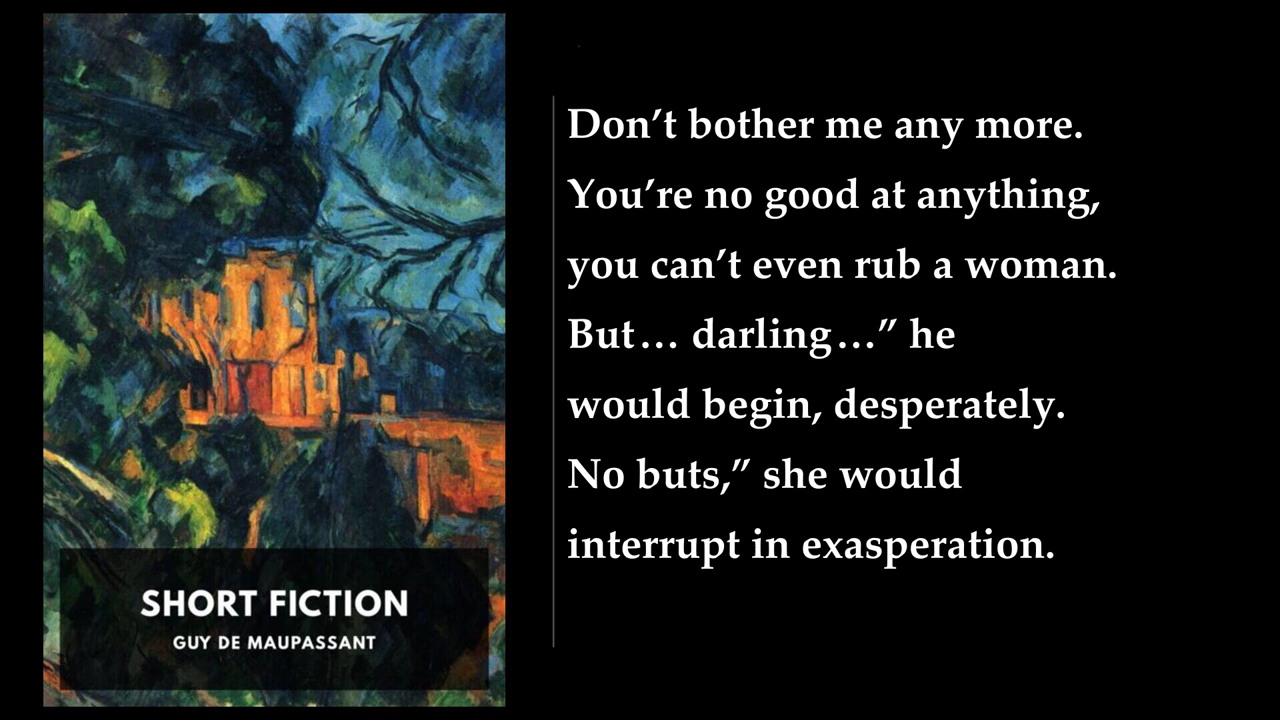 SHORT FICTION
GUY DE MAUPASSANT
Don’t bother me any more.
You’re no good at anything,
you can’t even rub a woman.
But… darling…” he
would begin, desperately.
No buts,” she would
interrupt in exasperation.